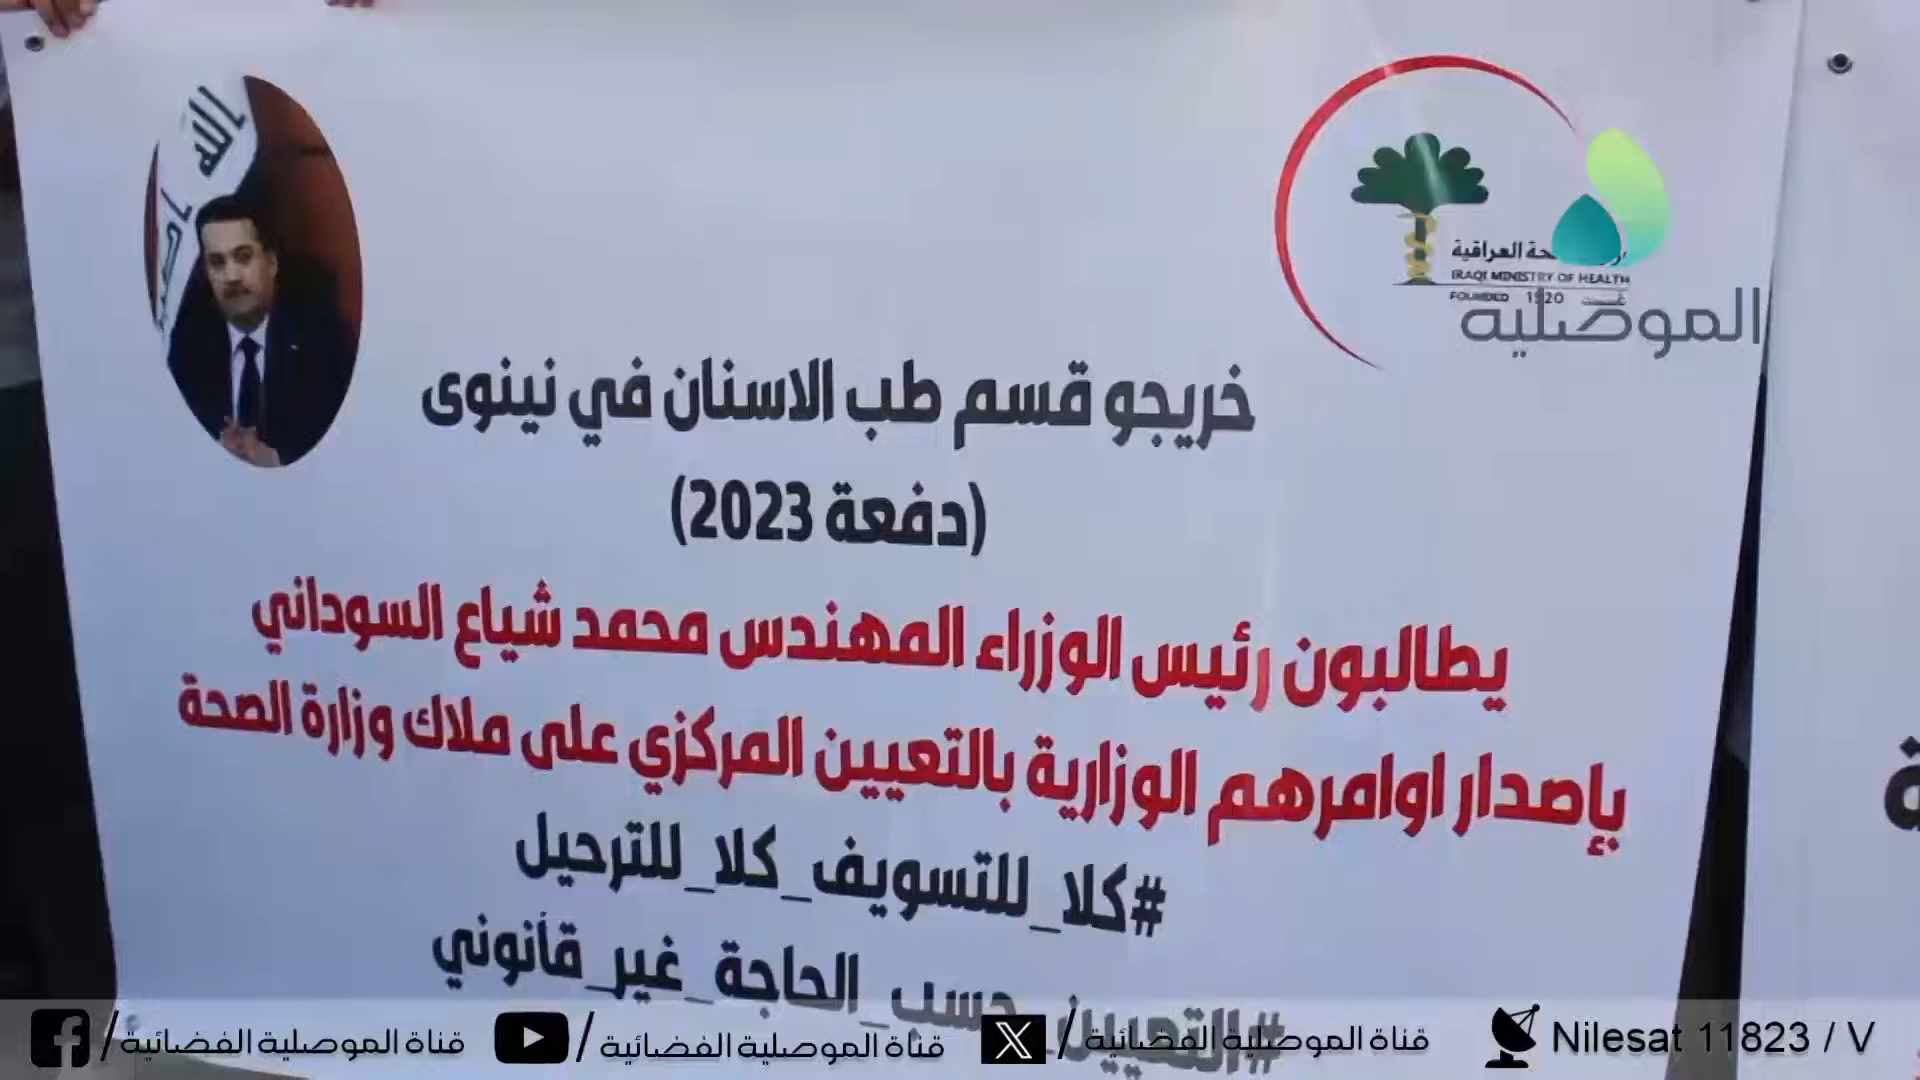 الله
وزارة الصحة العراقية
IRAQI MINISTRY OF HEALTH
FOUNDED 1920
الموصلية
خريجو قسم طب الاسنان في نينوى
(دفعة 2023)
يطالبون رئيس الوزراء المهندس محمد شياع السوداني
بإصدار اوامرهم الوزارية بالتعيين المركزي على ملاك وزارة الصحة
#كلا_للتسويف_كلا_للترحيل
#التعيين_حسب_الحاجة_غير_قانوني
/قناة الموصلية الفضائية
/قناة الموصلية الفضائية
/قناة الموصلية الفضائية
Nilesat 11823 / V